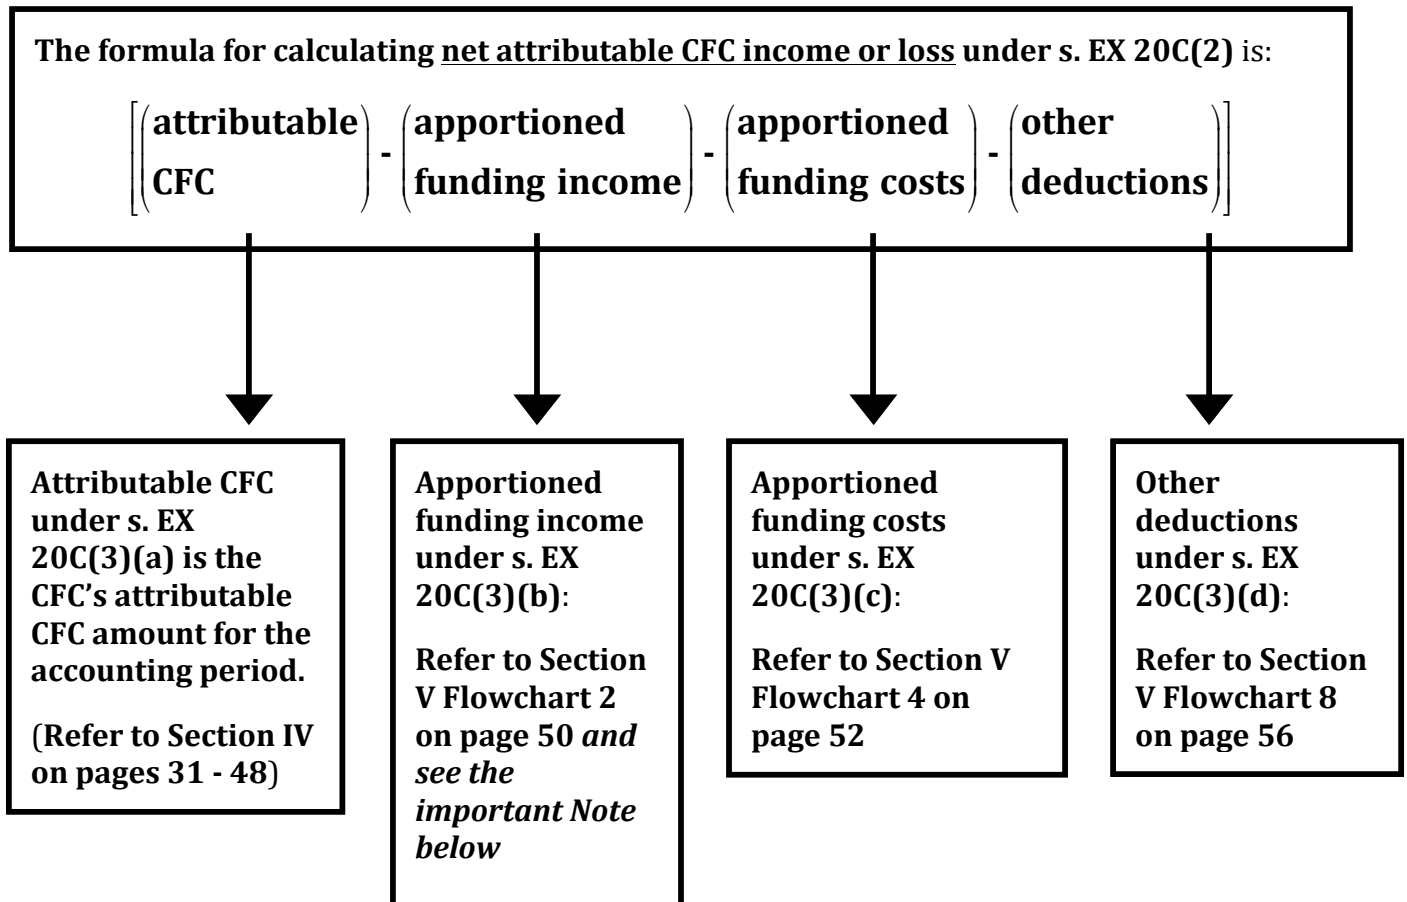 The formula for calculating net attributable CFC income or loss under s. EX 20C(2) is:
[(attributable CFC) - (apportioned funding income) - (apportioned funding costs) - (other deductions)]
Attributable CFC
under s. EX
20C(3)(a) is the
CFC’s attributable
CFC amount for the
accounting period.
(Refer to Section IV
on pages 31 - 48)
Apportioned
funding income
under s. EX
20C(3)(b):
Refer to Section
V Flowchart 2
on page 50 and
see the
important Note
below
Apportioned
funding costs
under s. EX
20C(3)(c):
Refer to Section V
Flowchart 4 on
page 52
Other
deductions
under s. EX
20C(3)(d):
Refer to Section
V Flowchart 8
on page 56